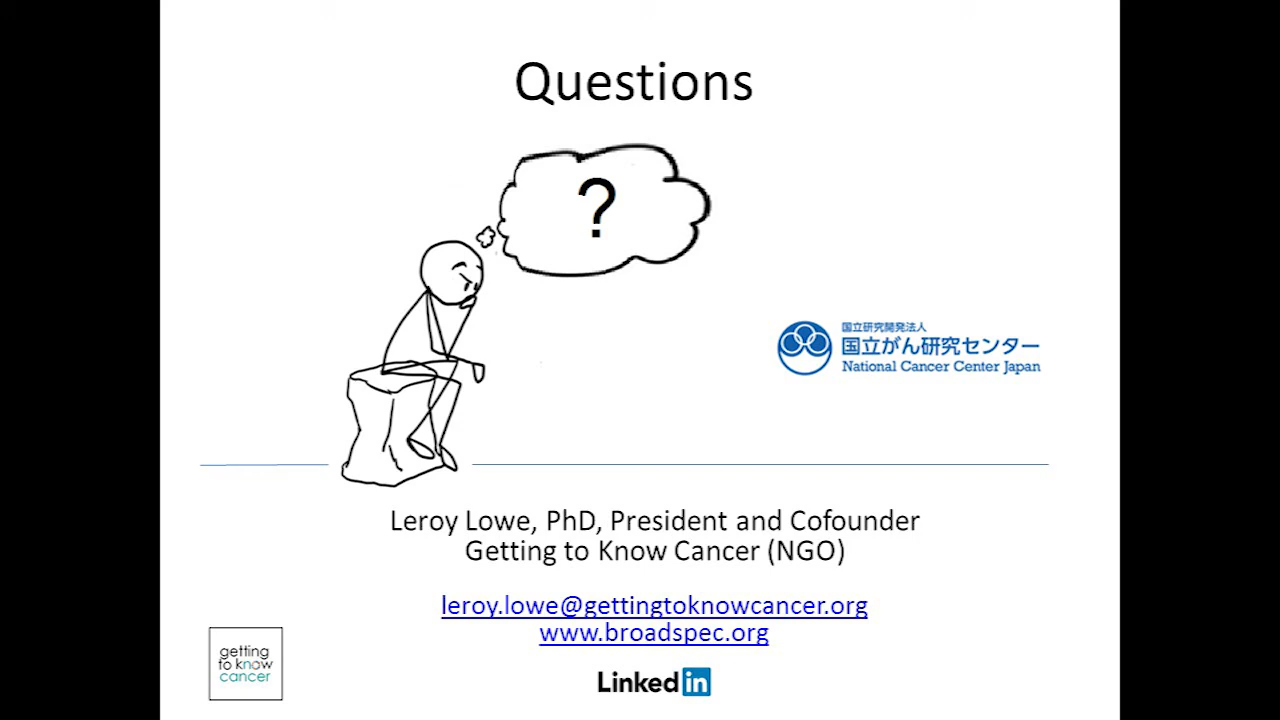 Questions
?
国立研究開発法人
国立がん研究センター
National Cancer Center Japan
Leroy Lowe, PhD, President and Cofounder
Getting to Know Cancer (NGO)
leroy.lowe@gettingtoknowcancer.org
www.broadspec.org
getting
to know
cancer
Linked in